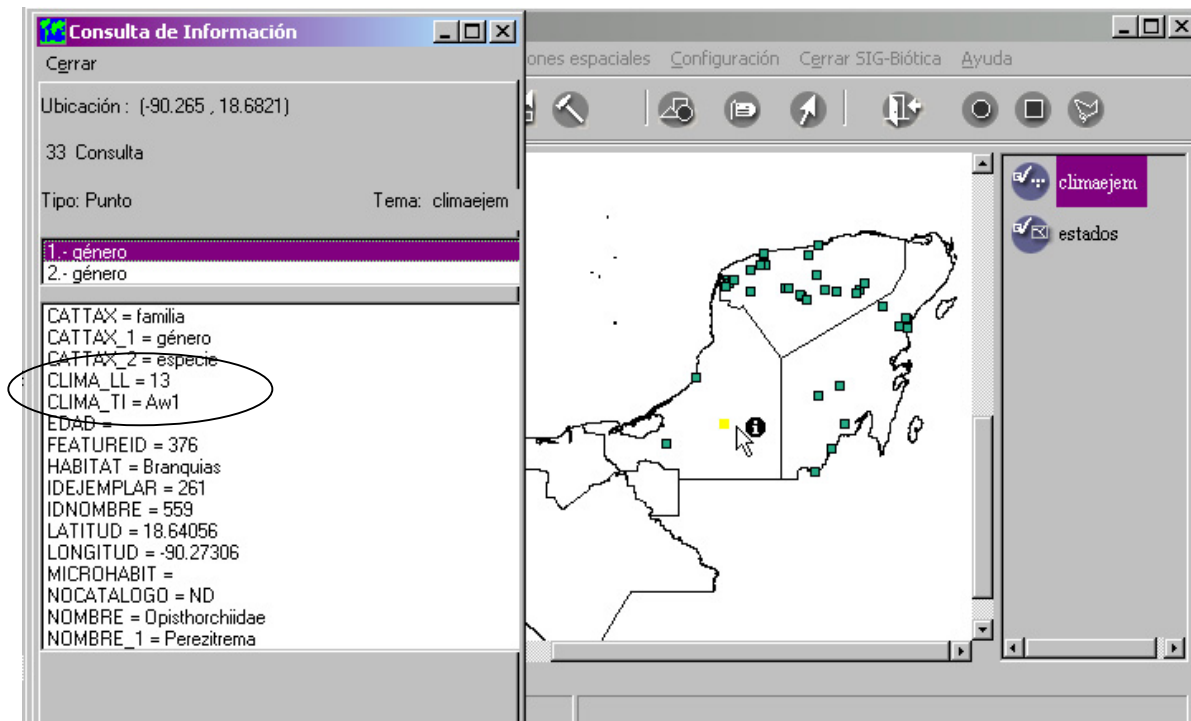 Consulta de Información
Cerrar
ones espaciales Configuración Cerrar SIG-Biótica Ayuda
Ubicación : (-90.265 , 18.6821)
33 Consulta
Tipo: Punto Tema: climaejem
1.- género
2.- género
CATTAX = familia
CATTAX_1 = género
CATTAX_2 = especie
CLIMA_LL = 13
CLIMA_TI = Aw1
EDAD =
FEATUREID = 376
HABITAT = Branquias
IDEJEMPLAR = 261
IDNOMBRE = 559
LATITUD = 18.64056
LONGITUD = -90.27306
MICROHABIT =
NOCATALOGO = ND
NOMBRE = Opisthorchiidae
NOMBRE_1 = Perezitrema
climaejem
estados